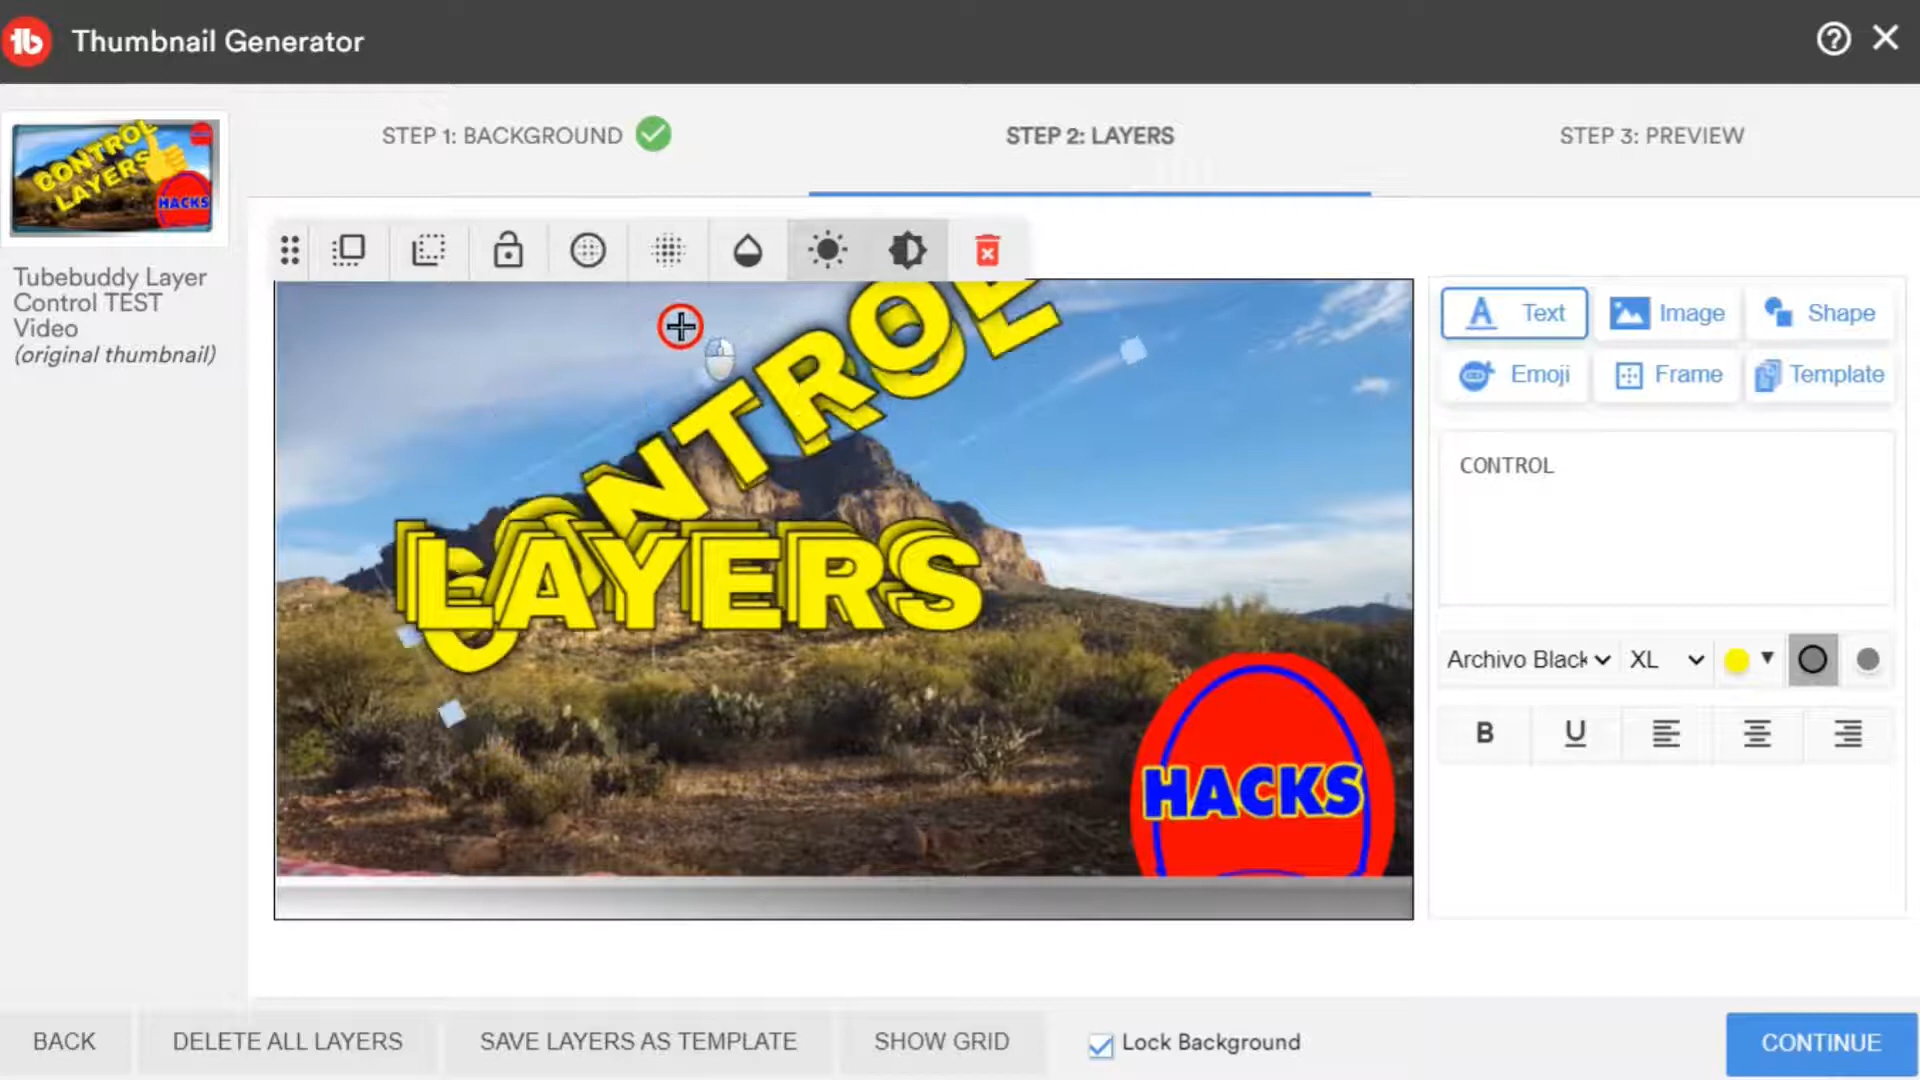 tb Thumbnail Generator
STEP 1: BACKGROUND
STEP 2: LAYERS
STEP 3: PREVIEW
CONTROL
LAYERS
HACKS
Tubebuddy Layer
Control TEST
Video
(original thumbnail)
CONTROL
LAYERS
HACKS
A Text
Image
Shape
Emoji
Frame
Template
CONTROL
Archivo Black
XL
B
U
BACK
DELETE ALL LAYERS
SAVE LAYERS AS TEMPLATE
SHOW GRID
Lock Background
CONTINUE